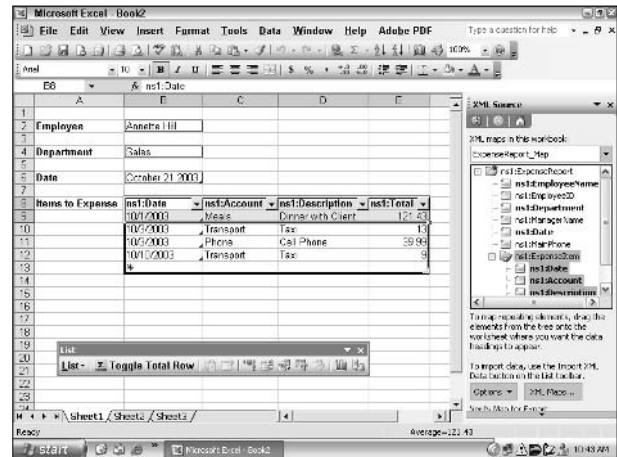 Microsoft Excel - Book2
File Edit View Insert Format Tools Data Window Help Adobe PDF
Type a question for help
100%
Arial 10 B I U $ % ,
B8 fx ns1:Date
A B C D E
1
2 Employee Annette Hill
3
4 Department Sales
5
6 Date October 21 2003
7
8 Items to Expense ns1:Date ns1:Account ns1:Description ns1:Total
9 10/1/2003 Meals Dinner with Client 121.43
10 10/3/2003 Transport Taxi 13
11 10/3/2003 Phone Cell Phone 39.99
12 10/10/2003 Transport Taxi 9
13 *
14
15
16
17
18
19
20
21
22
23
24
List
List Toggle Total Row
Sheet1 / Sheet2 / Sheet3 /
Ready
Average=121.43
XML Source
XML maps in this workbook:
ExpenseReport_Map
ns1:ExpenseReport
ns1:EmployeeName
ns1:EmployeeID
ns1:Department
ns1:ManagerName
ns1:Date
ns1:MainPhone
ns1:ExpenseItem
ns1:Date
ns1:Account
ns1:Description
To map repeating elements, drag the
elements from the tree onto the
worksheet where you want the data
headings to appear.
To import data, use the Import XML
Data button on the List toolbar.
Options XML Maps...
Verify Map for Export...
start
Microsoft Excel - Book2
10:43 AM